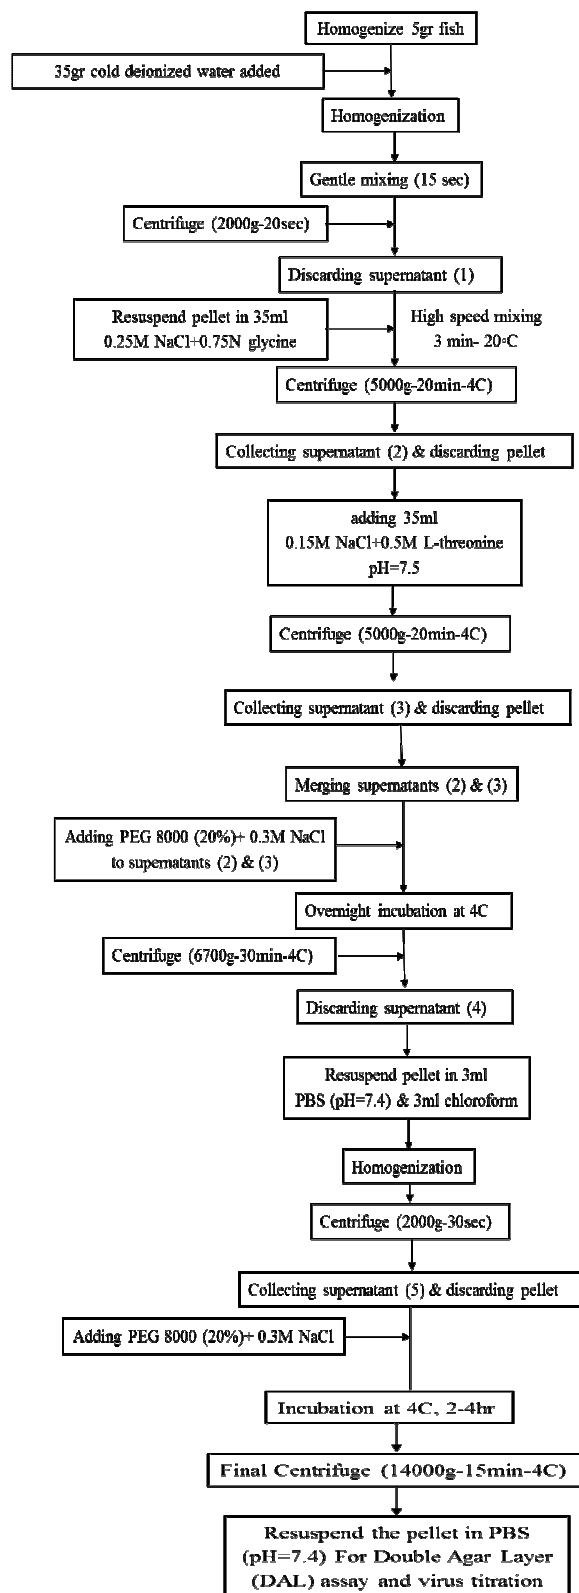 Homogenize 5gr fish
35gr cold deionized water added
Homogenization
Gentle mixing (15 sec)
Centrifuge (2000g-20sec)
Discarding supernatant (1)
Resuspend pellet in 35ml
0.25M NaCl+0.75N glycine
High speed mixing
3 min- 20◦C
Centrifuge (5000g-20min-4C)
Collecting supernatant (2) & discarding pellet
adding 35ml
0.15M NaCl+0.5M L-threonine
pH=7.5
Centrifuge (5000g-20min-4C)
Collecting supernatant (3) & discarding pellet
Merging supernatants (2) & (3)
Adding PEG 8000 (20%)+ 0.3M NaCl
to supernatants (2) & (3)
Overnight incubation at 4C
Centrifuge (6700g-30min-4C)
Discarding supernatant (4)
Resuspend pellet in 3ml
PBS (pH=7.4) & 3ml chloroform
Homogenization
Centrifuge (2000g-30sec)
Collecting supernatant (5) & discarding pellet
Adding PEG 8000 (20%)+ 0.3M NaCl
Incubation at 4C, 2-4hr
Final Centrifuge (14000g-15min-4C)
Resuspend the pellet in PBS
(pH=7.4) For Double Agar Layer
(DAL) assay and virus titration